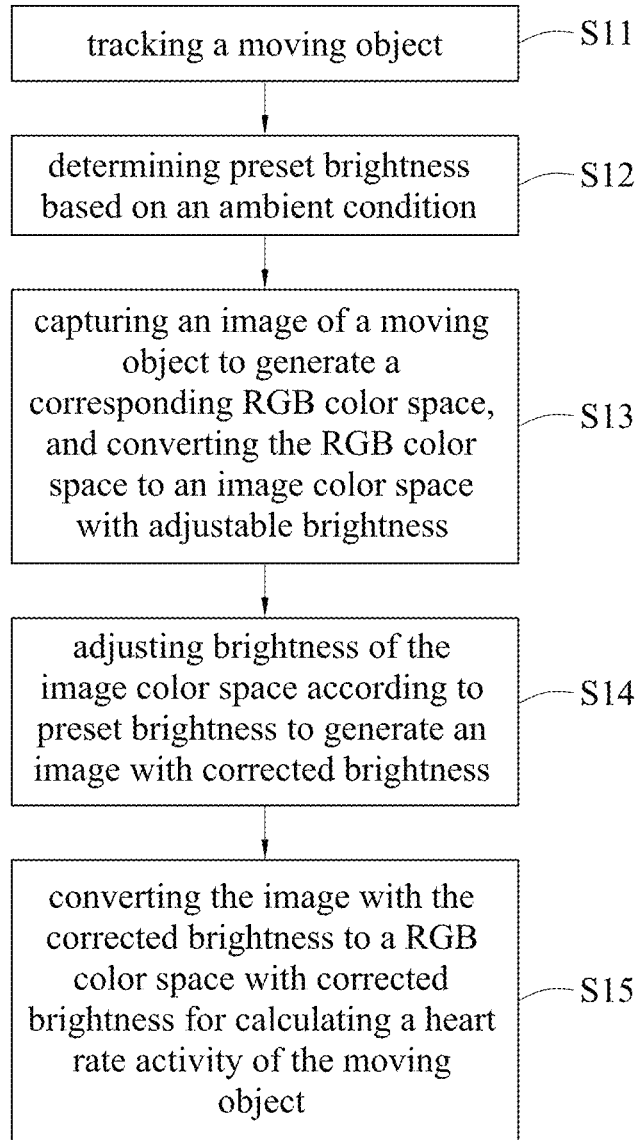 tracking a moving object
S11
determining preset brightness
based on an ambient condition
S12
capturing an image of a moving
object to generate a
corresponding RGB color space,
and converting the RGB color
space to an image color space
with adjustable brightness
S13
adjusting brightness of the
image color space according to
preset brightness to generate an
image with corrected brightness
S14
converting the image with the
corrected brightness to a RGB
color space with corrected
brightness for calculating a heart
rate activity of the moving
object
S15